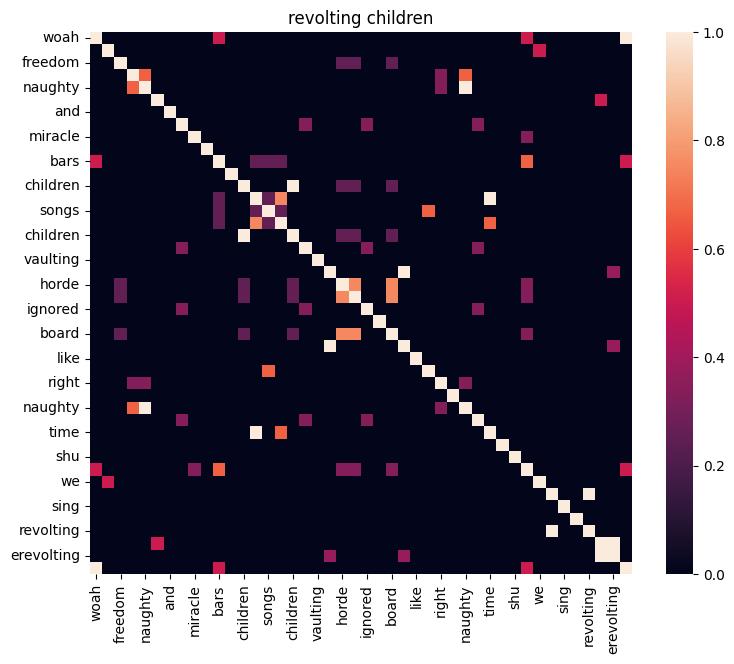 revolting children
woah
freedom
naughty
and
miracle
bars
children
songs
children
vaulting
horde
ignored
board
like
right
naughty
time
shu
we
sing
revolting
erevolting
woah
freedom
naughty
and
miracle
bars
children
songs
children
vaulting
horde
ignored
board
like
right
naughty
time
shu
we
sing
revolting
erevolting
1.0
0.8
0.6
0.4
0.2
0.0